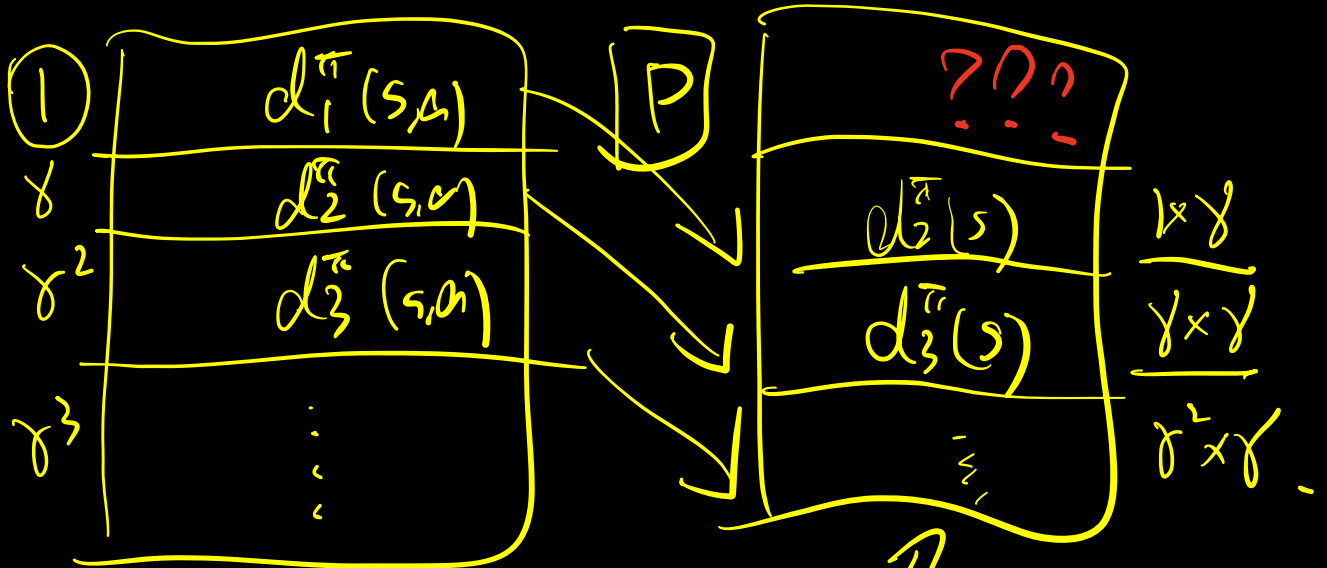 1 d₁^π (s,a) P ? ? ?
γ d₂^π (s,a) d₂^π (s) 1×γ
γ² d₃^π (s,a) d₃^π (s) γ×γ
γ³ ⋮ ⋮ γ²×γ